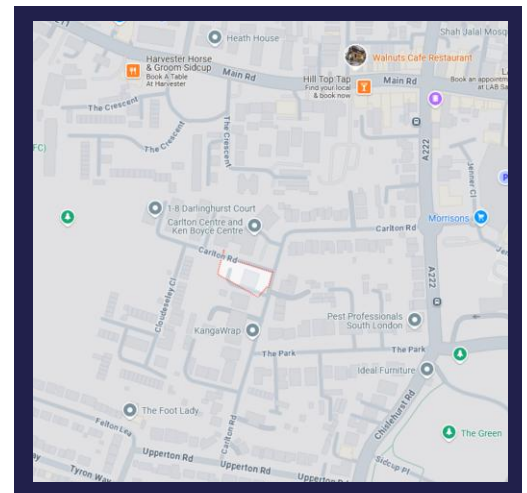 Heath House
Shah Jalal Mosq
Walnuts Cafe Restaurant
Harvester Horse
& Groom Sidcup
Book A Table
At Harvester
Main Rd
Hill Top Tap
Find your local
& book now
Main Rd
Book an appointm
at LAB Sa
The Crescent
The Crescent
The Crescent
A222
Jenner Cl
FC)
1-8 Darlinghurst Court
Carlton Centre and
Ken Boyce Centre
Carlton Rd
Morrisons
Carlton Rd
Cloudesley Cl
A222
Jen
KangaWrap
Pest Professionals
South London
The Park
The Park
Ideal Furniture
The Foot Lady
Felton Lea
Carlton Rd
Chislehurst Rd
The Green
Upperton Rd
Upperton Rd
Tyron Way
Sidcup Pl